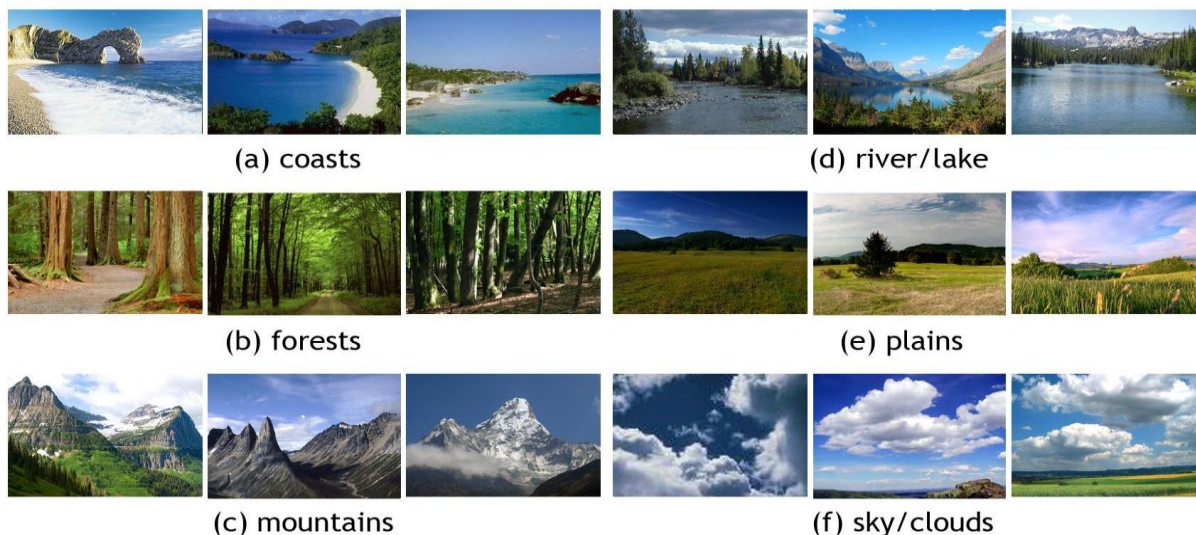 (a) coasts
(d) river/lake
(b) forests
(e) plains
(c) mountains
(f) sky/clouds